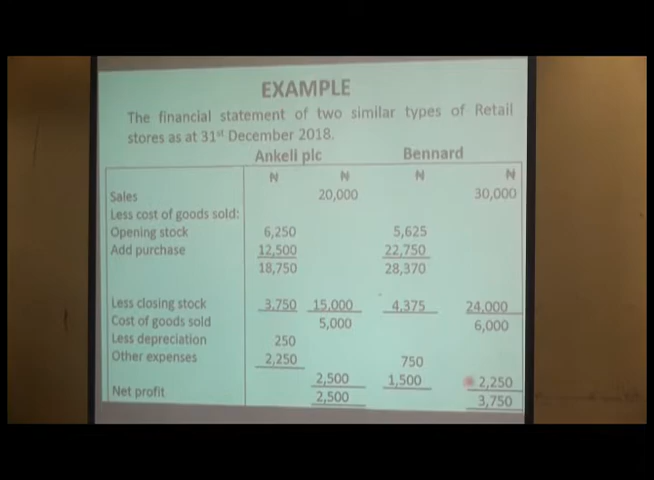 EXAMPLE
The financial statement of two similar types of Retail
stores as at 31st December 2018.
Ankell plc Bennard
₦ ₦ ₦ ₦
Sales 20,000 30,000
Less cost of goods sold:
Opening stock 6,250 5,625
Add purchase 12,500 22,750
18,750 28,370
Less closing stock 3,750 15,000 4,375 24,000
Cost of goods sold 5,000 6,000
Less depreciation 250
Other expenses 2,250 750
2,500 1,500 2,250
Net profit 2,500 3,750